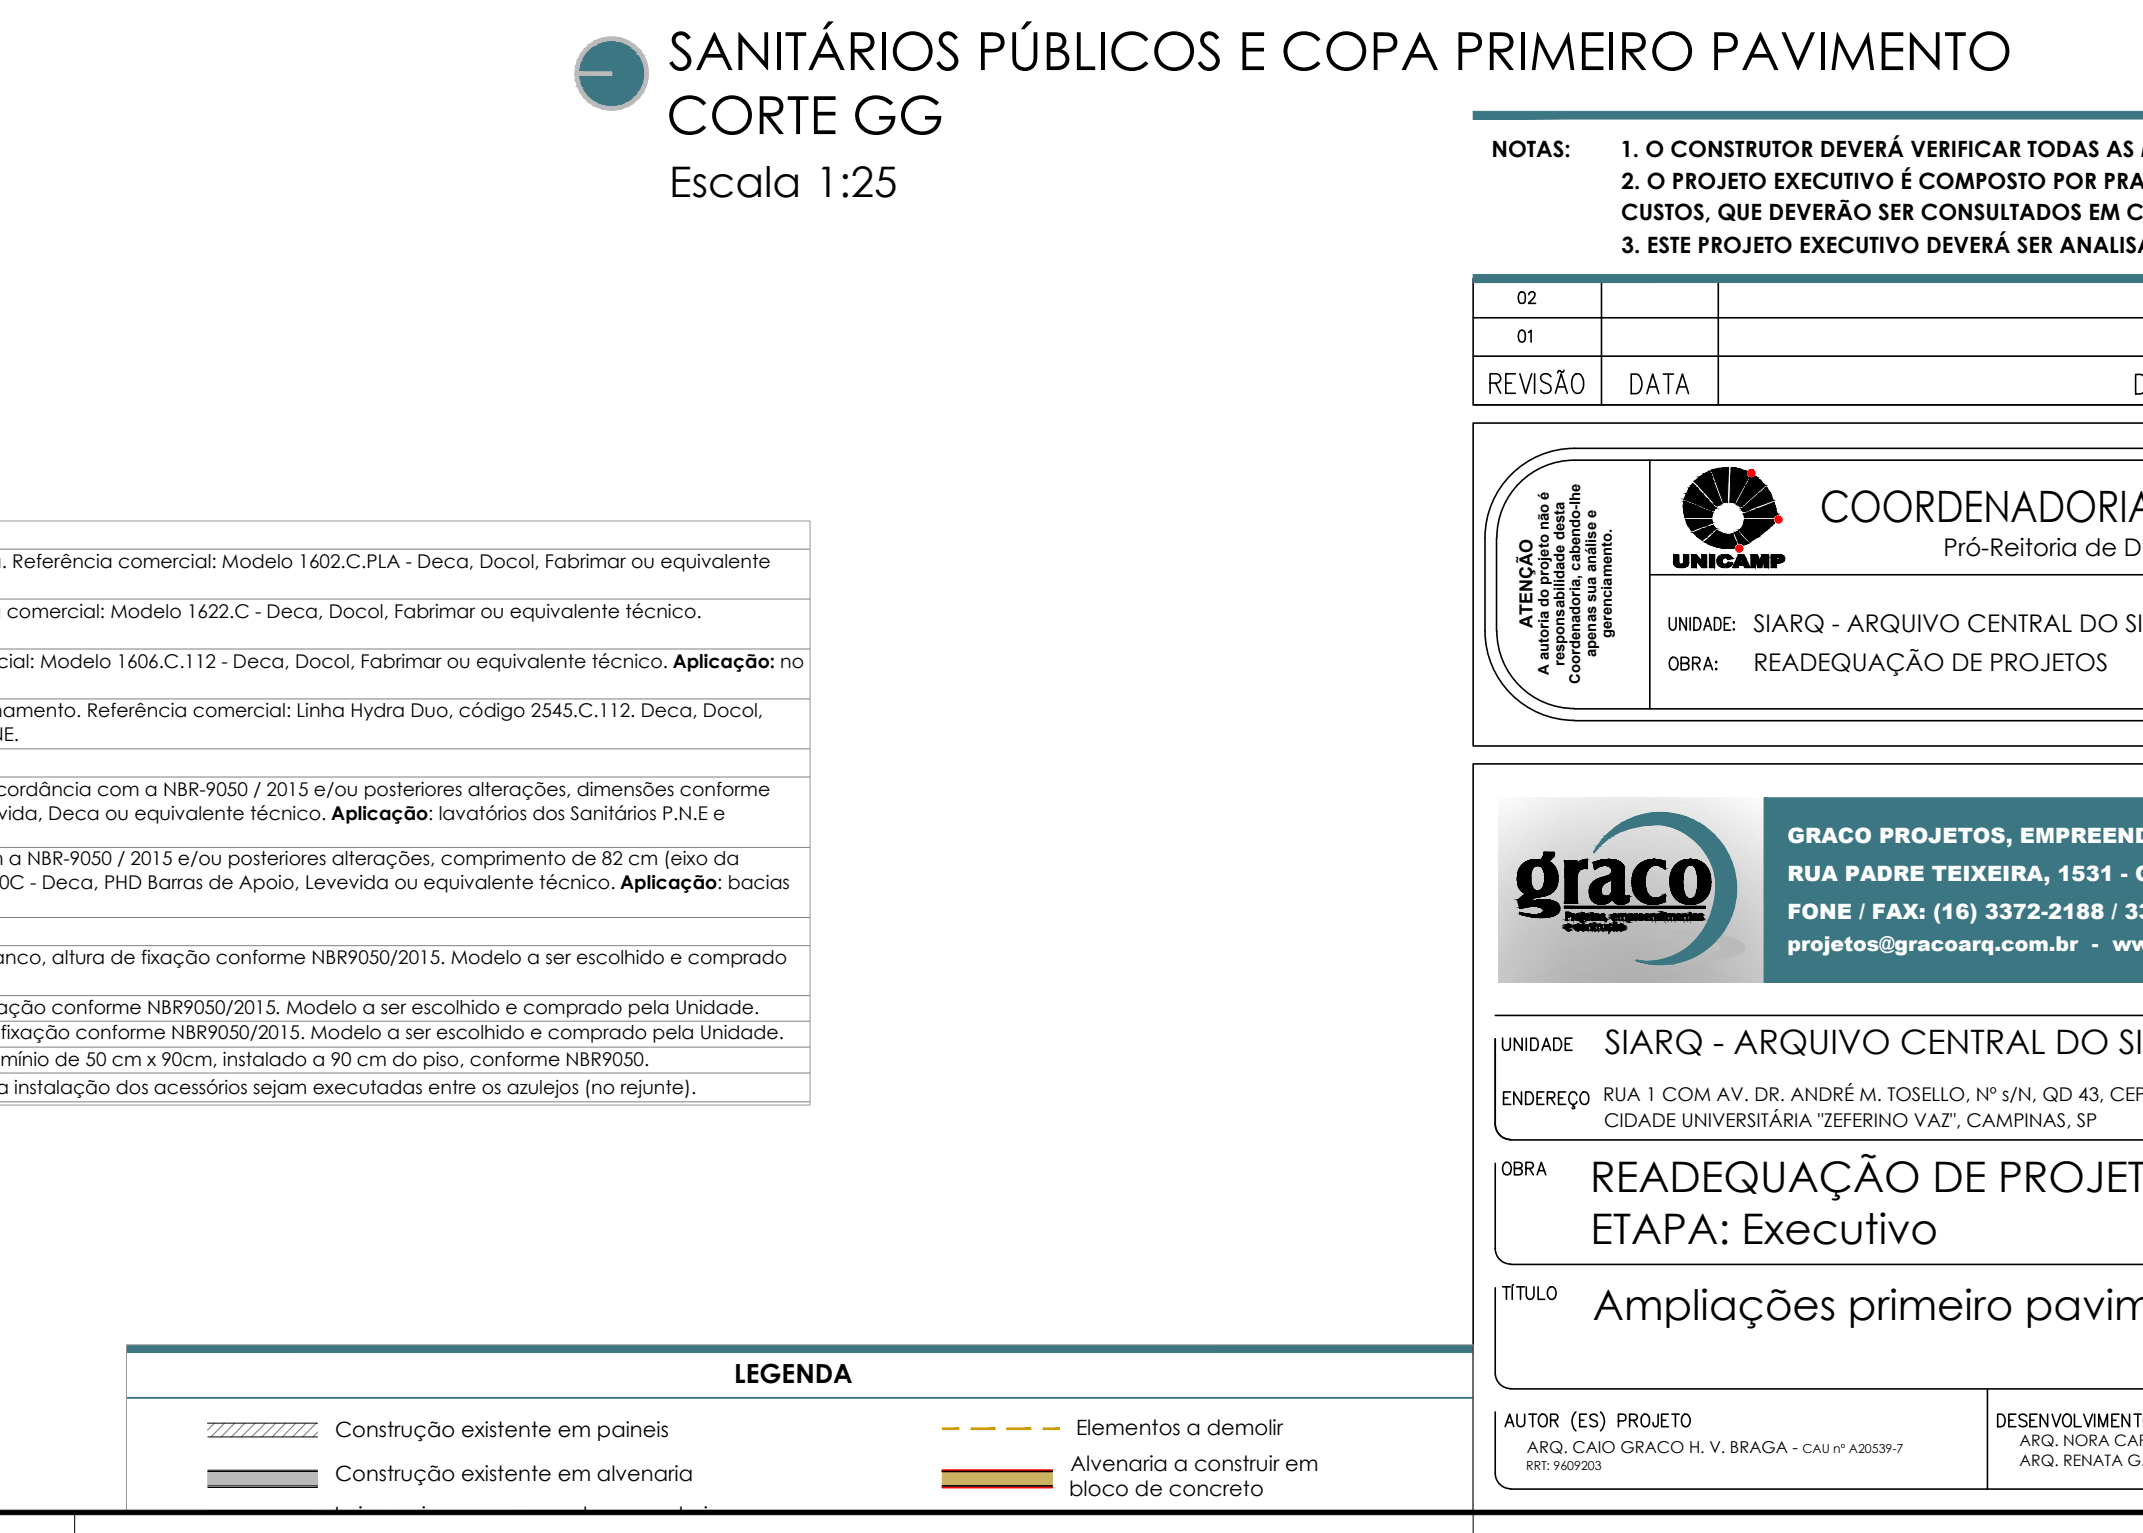 SANITÁRIOS PÚBLICOS E COPA PRIMEIRO PAVIMENTO
CORTE GG
Escala 1:25
NOTAS: 1. O CONSTRUTOR DEVERÁ VERIFICAR TODAS AS
2. O PROJETO EXECUTIVO É COMPOSTO POR PRA
CUSTOS, QUE DEVERÃO SER CONSULTADOS EM C
3. ESTE PROJETO EXECUTIVO DEVERÁ SER ANALIS
02
01
REVISÃO DATA D
ATENÇÃO
A autoria do projeto não é
responsabilidade desta
Coordenadoria, cabendo-lhe
apenas sua análise e
gerenciamento.
UNICAMP
COORDENADORIA
Pró-Reitoria de D
UNIDADE: SIARQ - ARQUIVO CENTRAL DO SI
OBRA: READEQUAÇÃO DE PROJETOS
. Referência comercial: Modelo 1602.C.PLA - Deca, Docol, Fabrimar ou equivalente
comercial: Modelo 1622.C - Deca, Docol, Fabrimar ou equivalente técnico.
cial: Modelo 1606.C.112 - Deca, Docol, Fabrimar ou equivalente técnico. Aplicação: no
namento. Referência comercial: Linha Hydra Duo, código 2545.C.112. Deca, Docol,
NE.
cordância com a NBR-9050 / 2015 e/ou posteriores alterações, dimensões conforme
vida, Deca ou equivalente técnico. Aplicação: lavatórios dos Sanitários P.N.E e
a NBR-9050 / 2015 e/ou posteriores alterações, comprimento de 82 cm (eixo da
0C - Deca, PHD Barras de Apoio, Levevida ou equivalente técnico. Aplicação: bacias
anco, altura de fixação conforme NBR9050/2015. Modelo a ser escolhido e comprado
ação conforme NBR9050/2015. Modelo a ser escolhido e comprado pela Unidade.
fixação conforme NBR9050/2015. Modelo a ser escolhido e comprado pela Unidade.
mínio de 50 cm x 90cm, instalado a 90 cm do piso, conforme NBR9050.
a instalação dos acessórios sejam executadas entre os azulejos (no rejunte).
graco
Projetos, empreendimentos
e construção
GRACO PROJETOS, EMPREEND
RUA PADRE TEIXEIRA, 1531 - C
FONE / FAX: (16) 3372-2188 / 33
projetos@gracoarq.com.br - ww
UNIDADE SIARQ - ARQUIVO CENTRAL DO SI
ENDEREÇO RUA 1 COM AV. DR. ANDRÉ M. TOSELLO, Nº s/N, QD 43, CEP
CIDADE UNIVERSITÁRIA "ZEFERINO VAZ", CAMPINAS, SP
OBRA READEQUAÇÃO DE PROJET
ETAPA: Executivo
TÍTULO Ampliações primeiro pavim
AUTOR (ES) PROJETO
ARQ. CAIO GRACO H. V. BRAGA - CAU nº A20539-7
RRT: 9609203
DESENVOLVIMENTO
ARQ. NORA CAR
ARQ. RENATA G.
LEGENDA
Construção existente em paineis
Construção existente em alvenaria
Elementos a demolir
Alvenaria a construir em
bloco de concreto